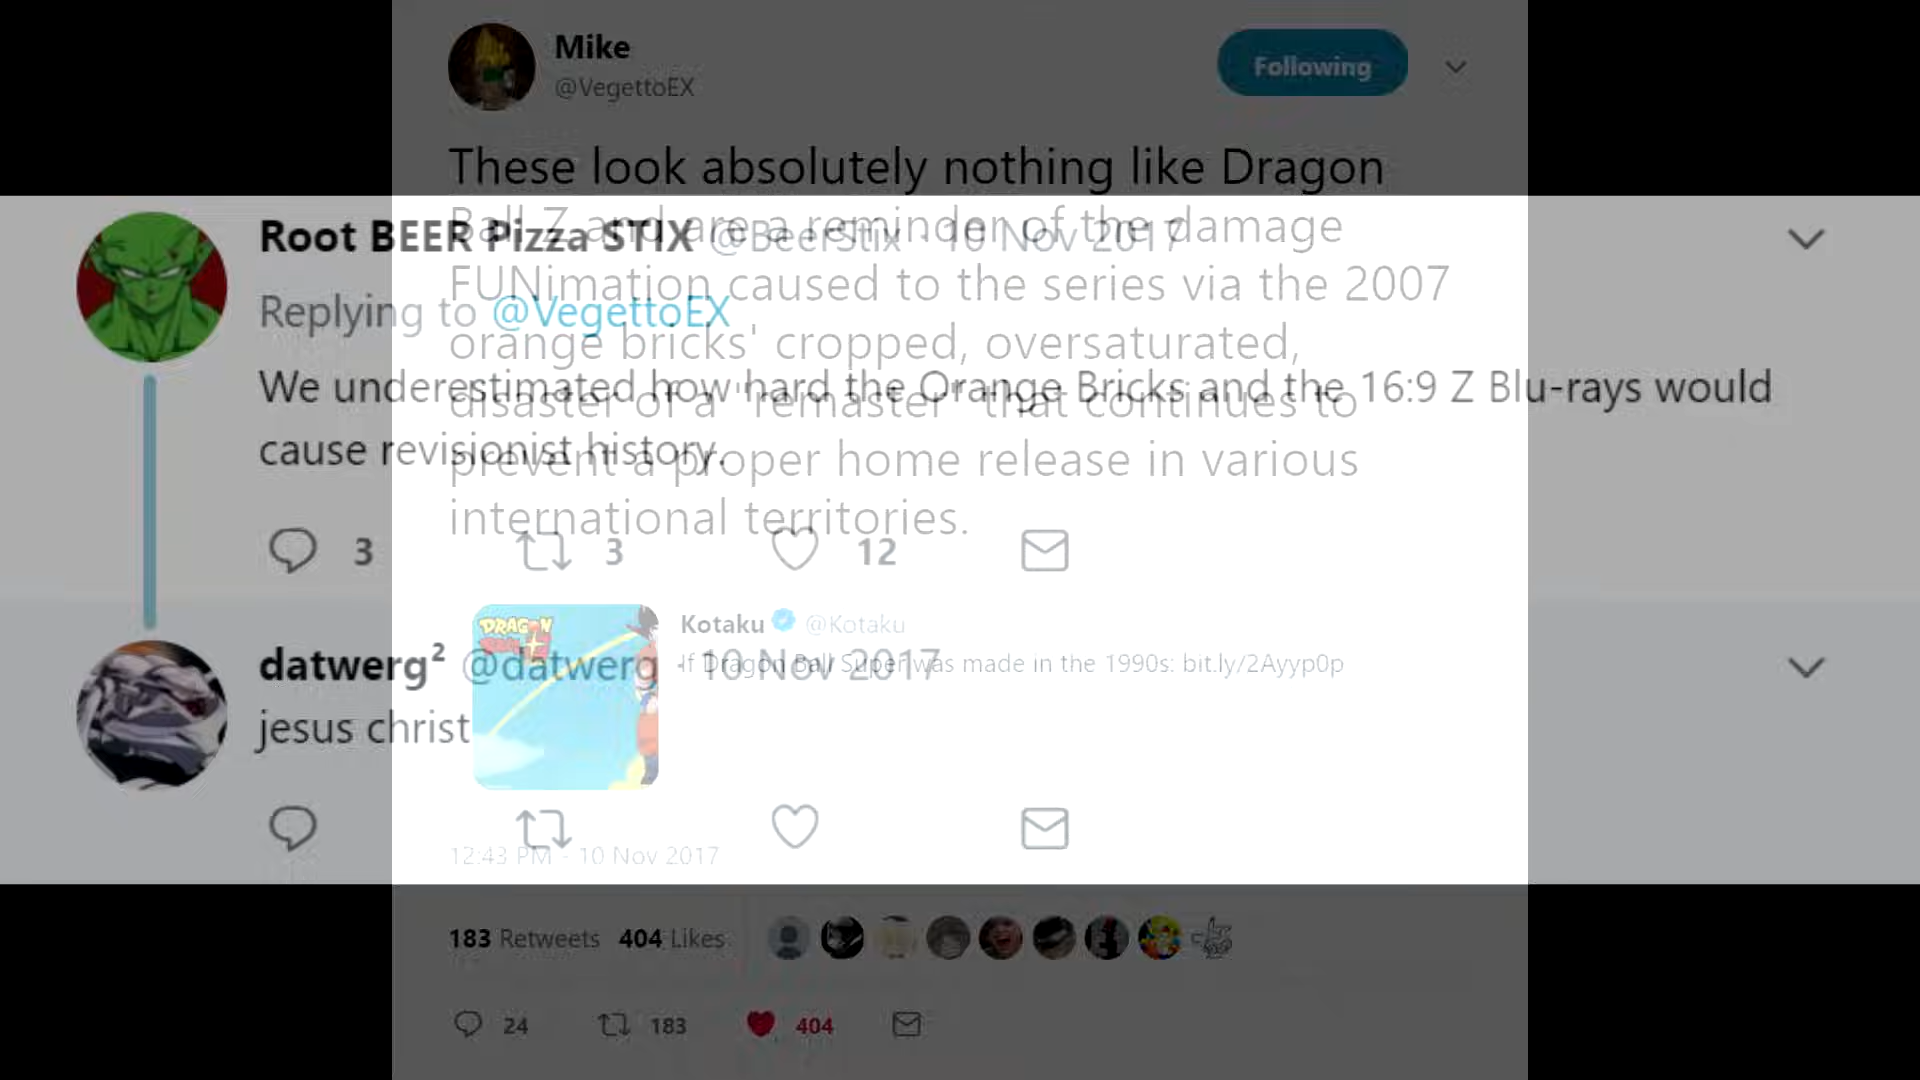 Mike
@VegettoEX
Following
These look absolutely nothing like Dragon
Ball Z and are a reminder of the damage
FUNimation caused to the series via the 2007
orange bricks' cropped, oversaturated,
disaster of a "remaster" that continues to
prevent a proper home release in various
international territories.
Kotaku @Kotaku
If Dragon Ball Super was made in the 1990s: bit.ly/2Ayyp0p
12:43 PM - 10 Nov 2017
183 Retweets 404 Likes
24 183 404
Root BEER Pizza STIX @BeerStix · 10 Nov 2017
Replying to @VegettoEX
We underestimated how hard the Orange Bricks and the 16:9 Z Blu-rays would
cause revisionist history.
3 3 12
datwerg² @datwerg · 10 Nov 2017
jesus christ
DRAGON
BALL